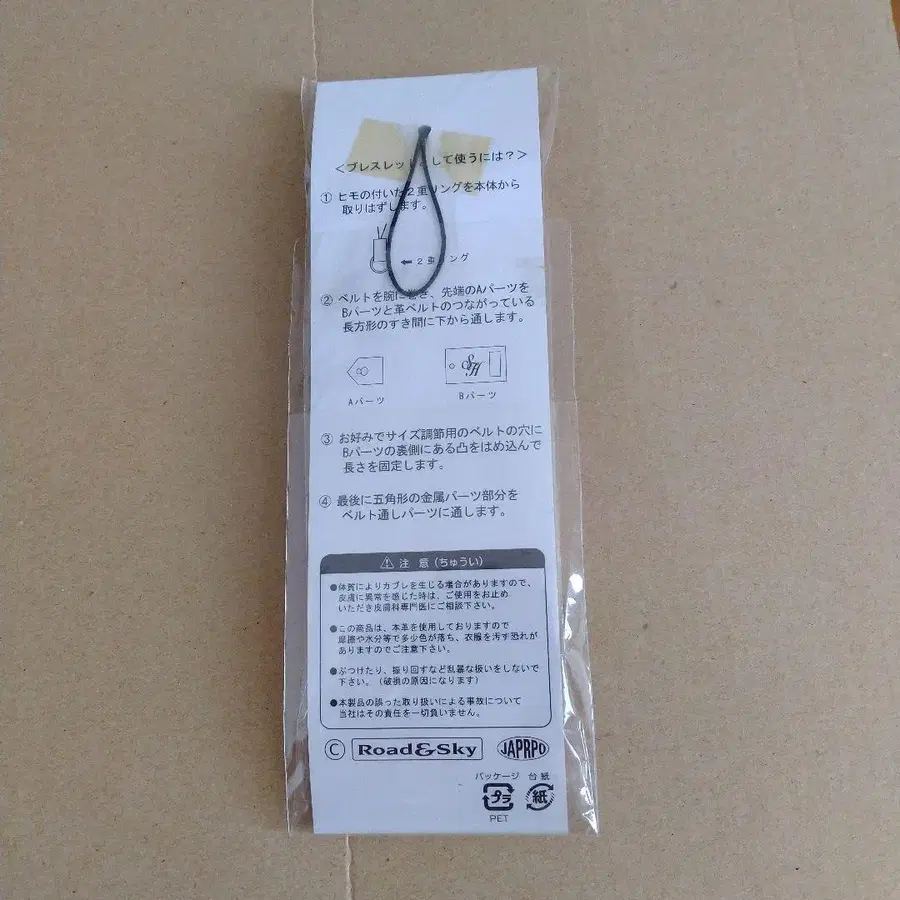 <ブレスレットとして使うには?>
① ヒモの付いた2重リングを本体から
取りはずします。
←2重リング
② ベルトを腕に巻き、先端のAパーツを
Bパーツと革ベルトのつながっている
長方形のすき間に下から通します。
Aパーツ
Bパーツ
③ お好みでサイズ調節用のベルトの穴に
Bパーツの裏側にある凸をはめ込んで
長さを固定します。
④ 最後に五角形の金属パーツ部分を
ベルト通しパーツに通します。
注 意(ちゅうい)
●体質によりカブレを生じる場合がありますので、
皮膚に異常を感じた時は、ご使用をお止め
いただき皮膚科専門医にご相談下さい。
●この商品は、本革を使用しておりますので
摩擦や水分等で多少色が落ち、衣服を汚す恐れが
ありますのでご注意下さい。
●ぶつけたり、振り回すなど乱暴な扱いをしないで
下さい。(破損の原因になります)
●本製品の誤った取り扱いによる事故について
当社はその責任を一切負いません。
Ⓒ Road&Sky JAPRPO
パッケージ 台紙
プラ 紙
PET